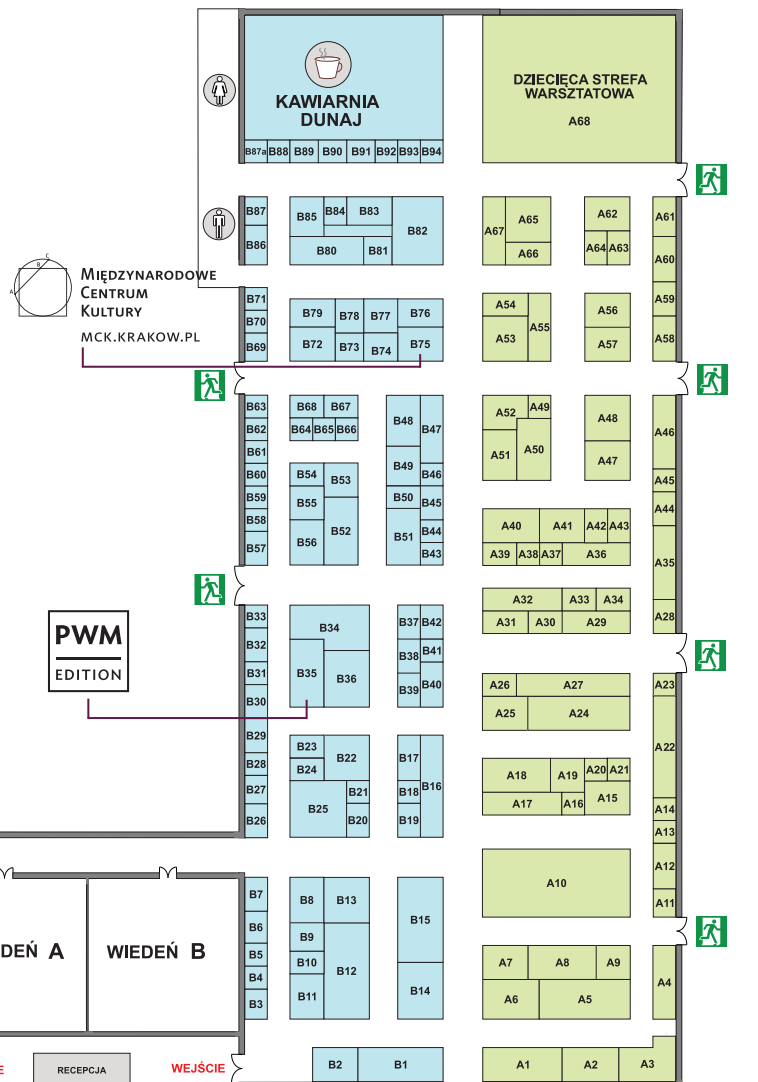 KAWIARNIA
DUNAJ
DZIECIĘCA STREFA
WARSZTATOWA
A68
B87a B88 B89 B90 B91 B92 B93 B94
B87 B85 B84 B83 B82 A67 A65 A62 A61
B86 B80 B81 A66 A64 A63 A60
MIĘDZYNARODOWE
CENTRUM
KULTURY
MCK.KRAKOW.PL
A B C
B71 B79 B78 B77 B76 A54 A55 A56 A59
B70 B69 B72 B73 B74 B75 A53 A57 A58
B63 B68 B67 B48 B47 A52 A49 A48 A46
B62 B64 B65 B66
B61 B49 A51 A50 A47
B60 B54 B53 B46 A45
B59 B55 B50 B45 A44
B58 B52 B51 B44 A40 A41 A42 A43
B57 B56 B43 A39 A38 A37 A36 A35
B33 B34 B37 B42 A32 A33 A34 A28
B32 B38 B41 A31 A30 A29
PWM
EDITION
B31 B35 B36 B39 B40 A26 A27 A23
B30 A25 A24
B29 B23 B22 B17 B16 A22
B28 B24 A18 A19 A20 A21
B27 B25 B21 B18 A17 A16 A15 A14
B26 B20 B19 A13
B7 B8 B13 B15 A10 A12
B6 B9 A11
DEŃ A WIEDEŃ B
B5 B10 B12 A7 A8 A9
B4 B11 B14 A4
B3 A6 A5
E RECEPCJA WEJŚCIE
B2 B1 A1 A2 A3